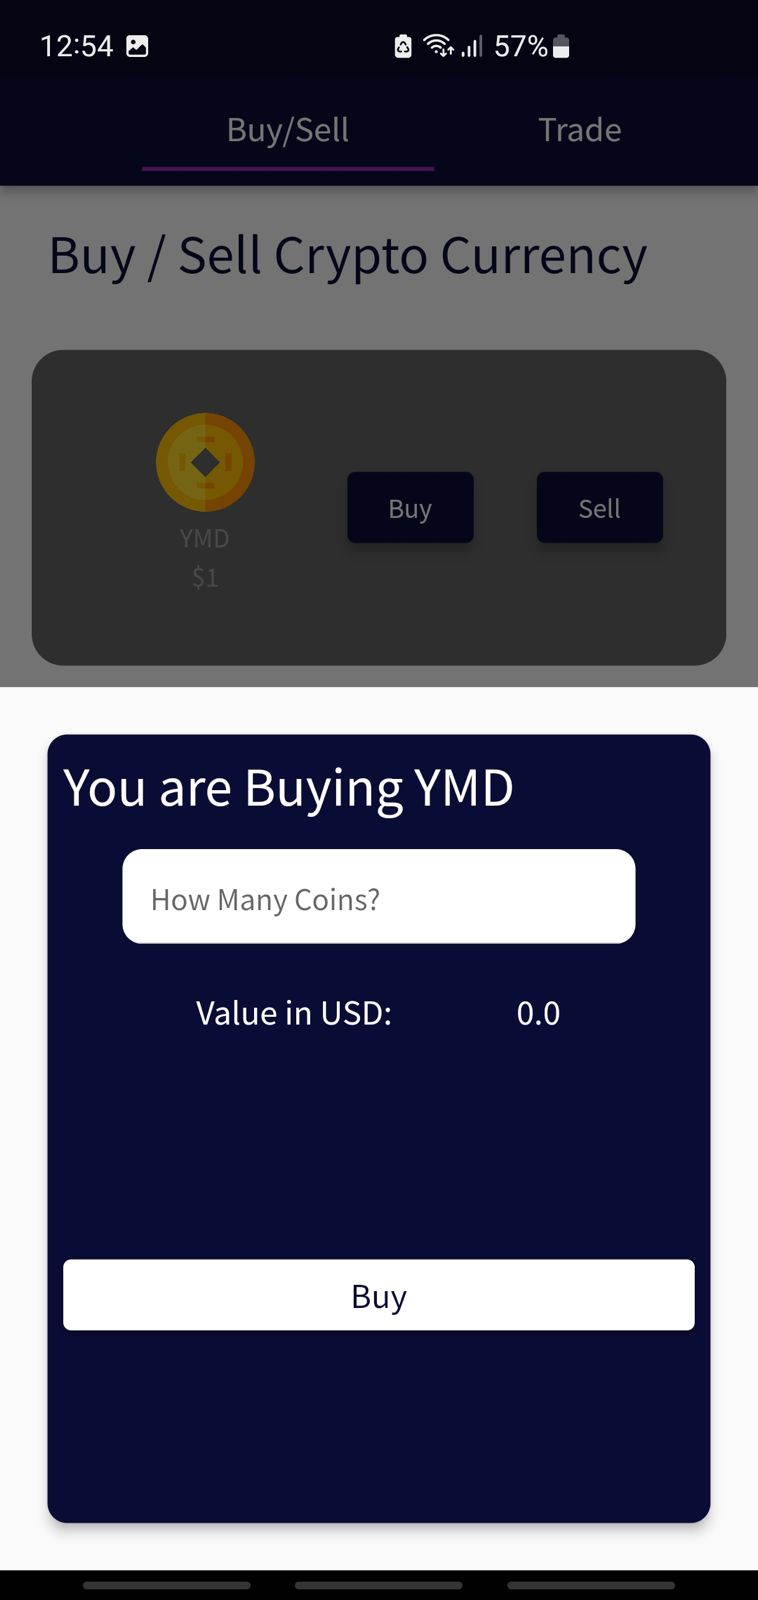 12:54 57%
Buy/Sell Trade
Buy / Sell Crypto Currency
Buy Sell
YMD
$1
You are Buying YMD
How Many Coins?
Value in USD: 0.0
Buy